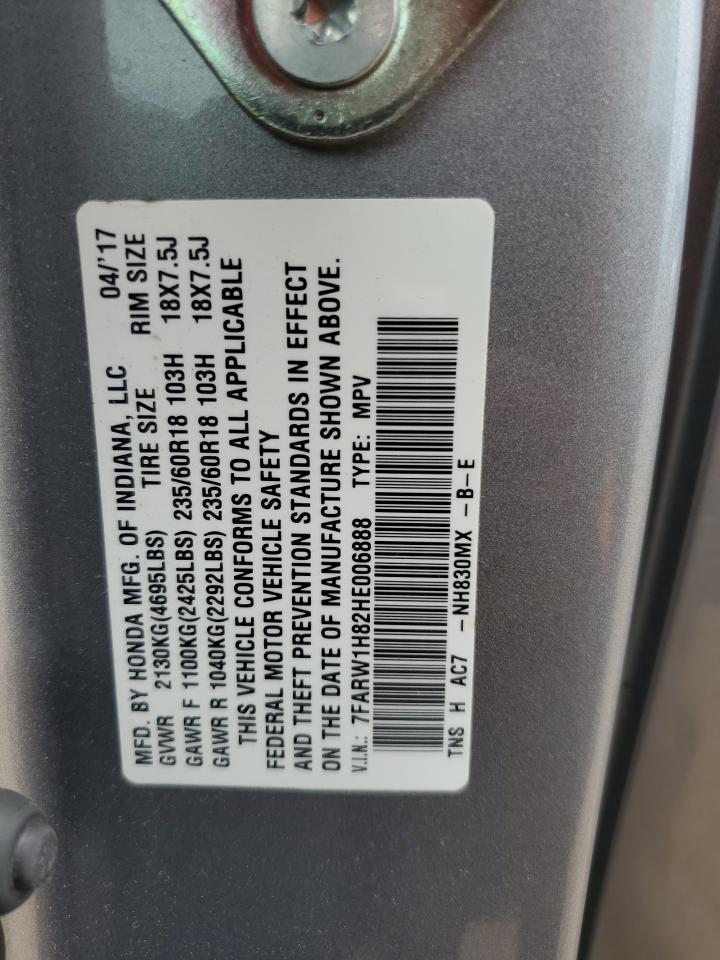 MFD. BY HONDA MFG. OF INDIANA, LLC 04/'17
GVWR 2130KG(4695LBS) TIRE SIZE RIM SIZE
GAWR F 1100KG(2425LBS) 235/60R18 103H 18X7.5J
GAWR R 1040KG(2292LBS) 235/60R18 103H 18X7.5J
THIS VEHICLE CONFORMS TO ALL APPLICABLE
FEDERAL MOTOR VEHICLE SAFETY
AND THEFT PREVENTION STANDARDS IN EFFECT
ON THE DATE OF MANUFACTURE SHOWN ABOVE.
V.I.N.: 7FARW1H82HE006888 TYPE: MPV
TNS H AC7 -NH830MX -B-E